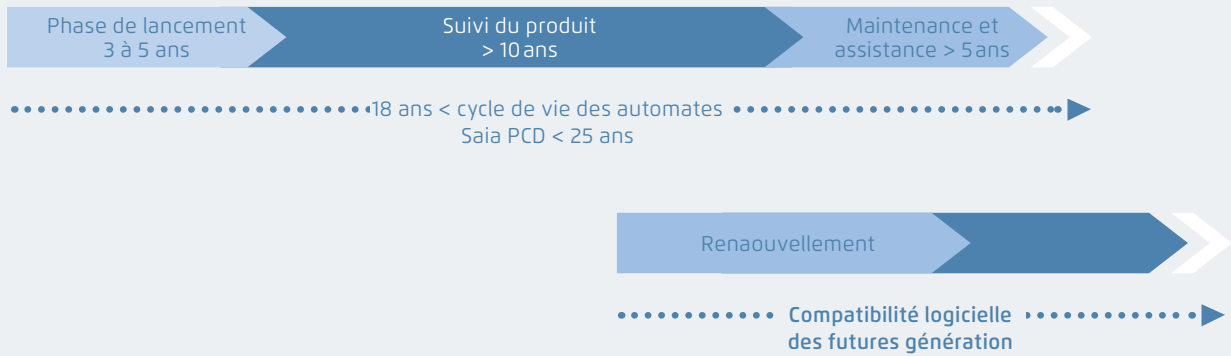 Phase de lancement
3 à 5 ans
Suivi du produit
> 10 ans
Maintenance et
assistance > 5 ans
18 ans < cycle de vie des automates
Saia PCD < 25 ans
Renaouvellement
Compatibilité logicielle
des futures génération